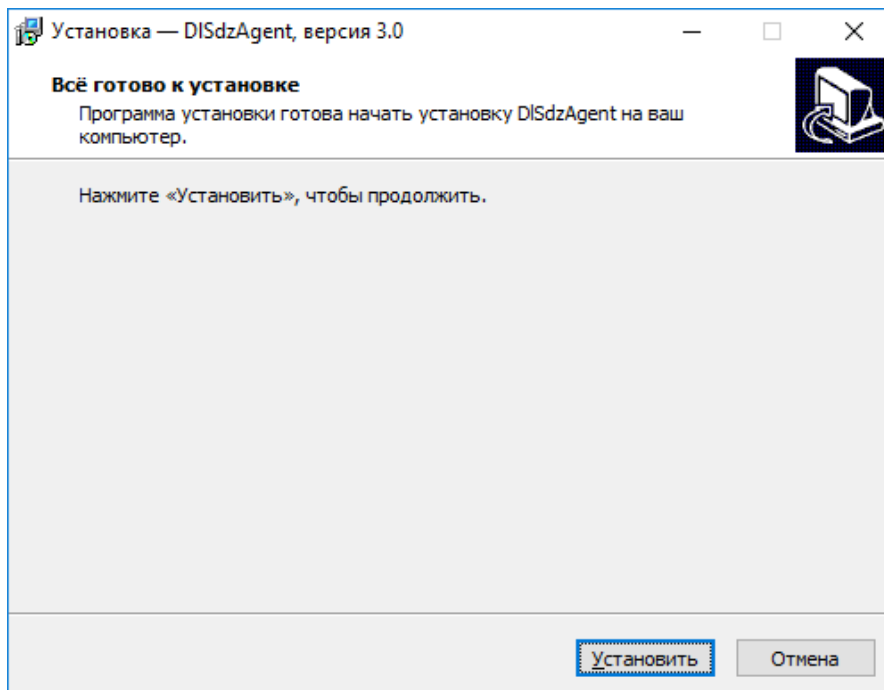 Установка — DlSdzAgent, версия 3.0
Всё готово к установке
Программа установки готова начать установку DlSdzAgent на ваш
компьютер.
Нажмите «Установить», чтобы продолжить.
Установить
Отмена